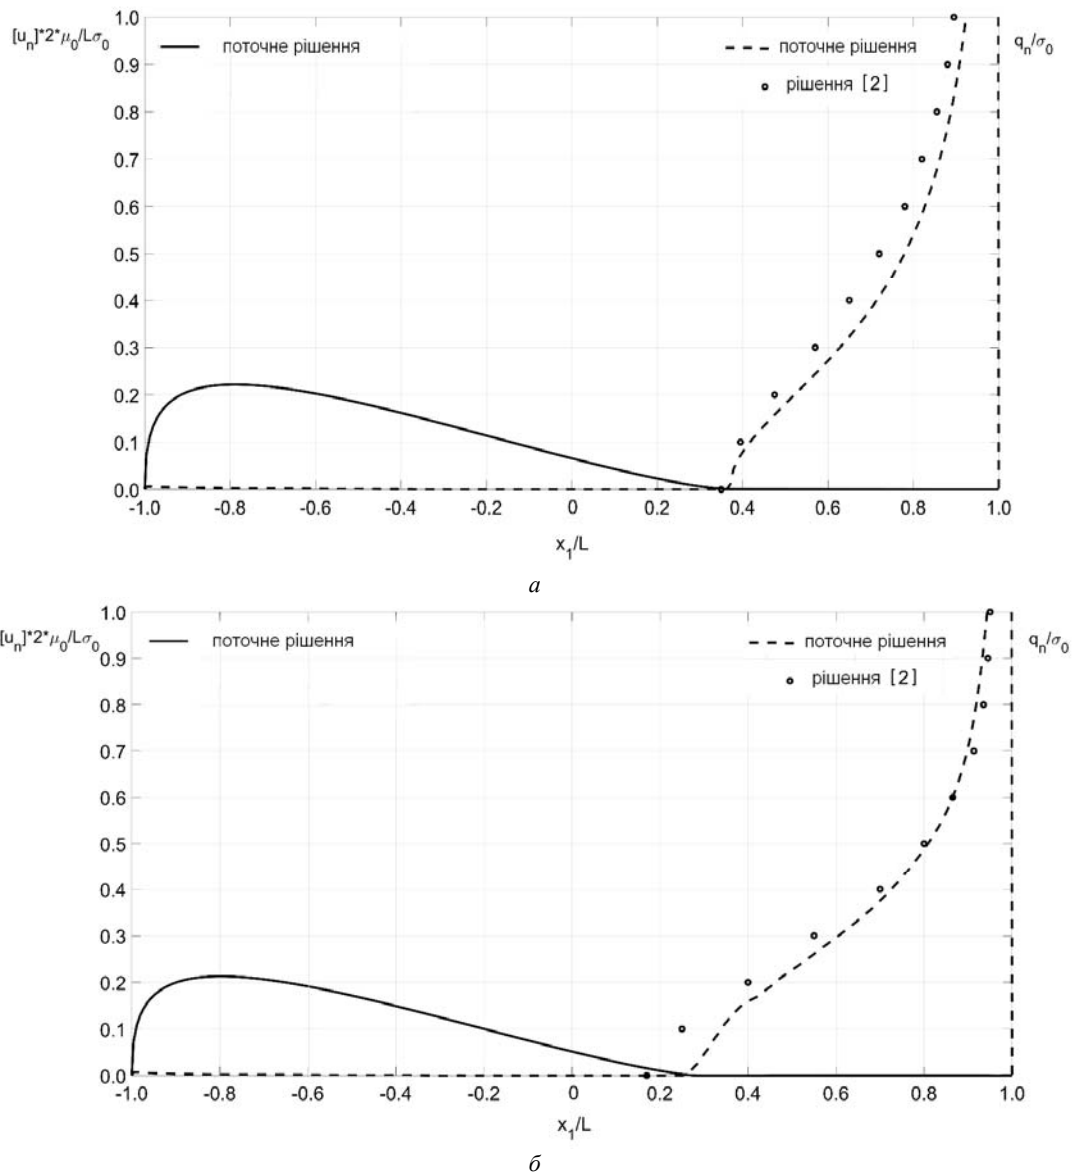 [u_n]*2*μ_0/Lσ_0
поточне рішення
поточне рішення
рішення [2]
q_n/σ_0
1.0
0.9
0.8
0.7
0.6
0.5
0.4
0.3
0.2
0.1
0.0
-1.0 -0.8 -0.6 -0.4 -0.2 0 0.2 0.4 0.6 0.8 1.0
x_1/L
а
[u_n]*2*μ_0/Lσ_0
поточне рішення
поточне рішення
рішення [2]
q_n/σ_0
1.0
0.9
0.8
0.7
0.6
0.5
0.4
0.3
0.2
0.1
0.0
-1.0 -0.8 -0.6 -0.4 -0.2 0 0.2 0.4 0.6 0.8 1.0
x_1/L
б